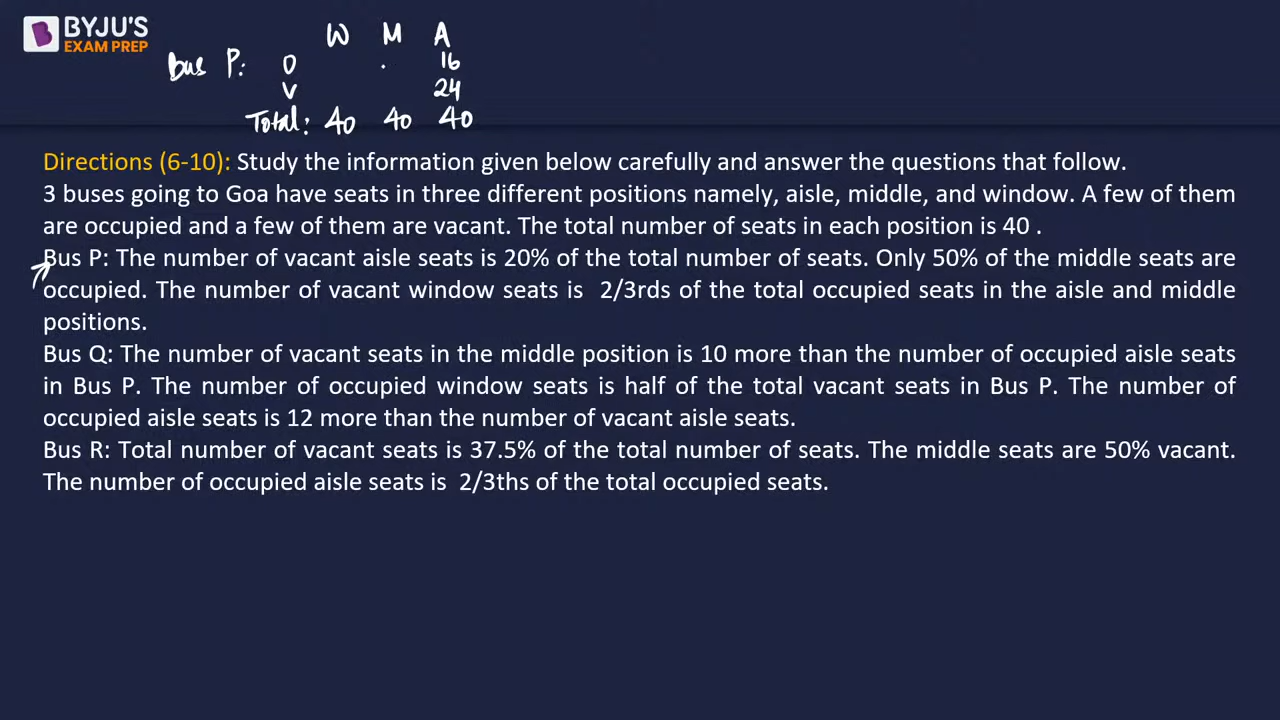 BYJU'S
EXAM PREP
W M A
Bus P: O 16
V 24
Total: 40 40 40
Directions (6-10): Study the information given below carefully and answer the questions that follow.
3 buses going to Goa have seats in three different positions namely, aisle, middle, and window. A few of them
are occupied and a few of them are vacant. The total number of seats in each position is 40 .
Bus P: The number of vacant aisle seats is 20% of the total number of seats. Only 50% of the middle seats are
occupied. The number of vacant window seats is 2/3rds of the total occupied seats in the aisle and middle
positions.
Bus Q: The number of vacant seats in the middle position is 10 more than the number of occupied aisle seats
in Bus P. The number of occupied window seats is half of the total vacant seats in Bus P. The number of
occupied aisle seats is 12 more than the number of vacant aisle seats.
Bus R: Total number of vacant seats is 37.5% of the total number of seats. The middle seats are 50% vacant.
The number of occupied aisle seats is 2/3ths of the total occupied seats.